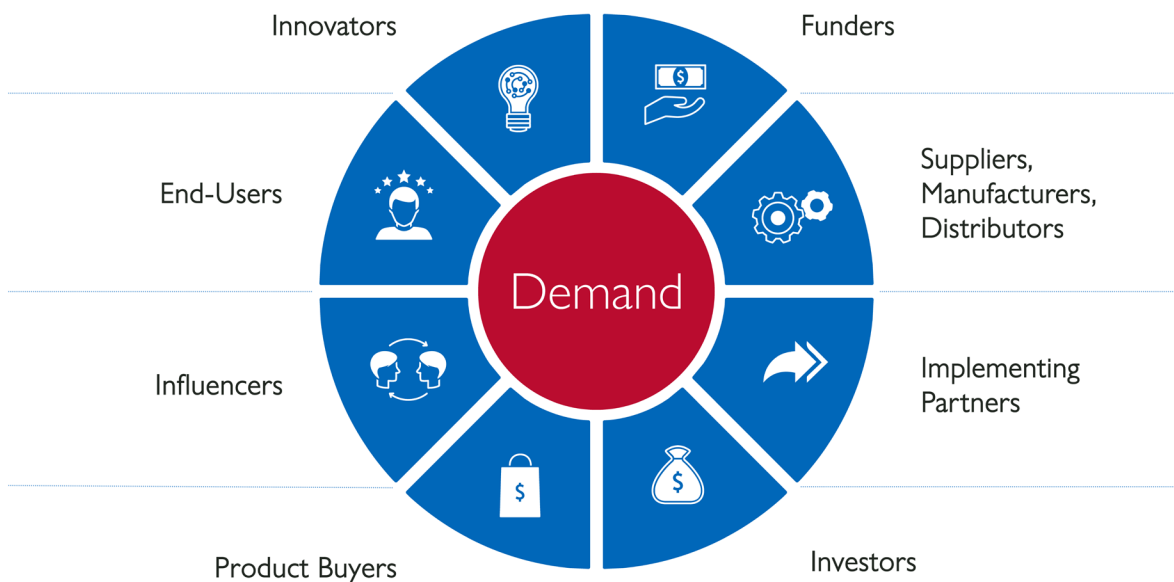 Innovators
Funders
End-Users
Suppliers,
Manufacturers,
Distributors
Demand
Influencers
Implementing
Partners
Product Buyers
Investors
$
$
$